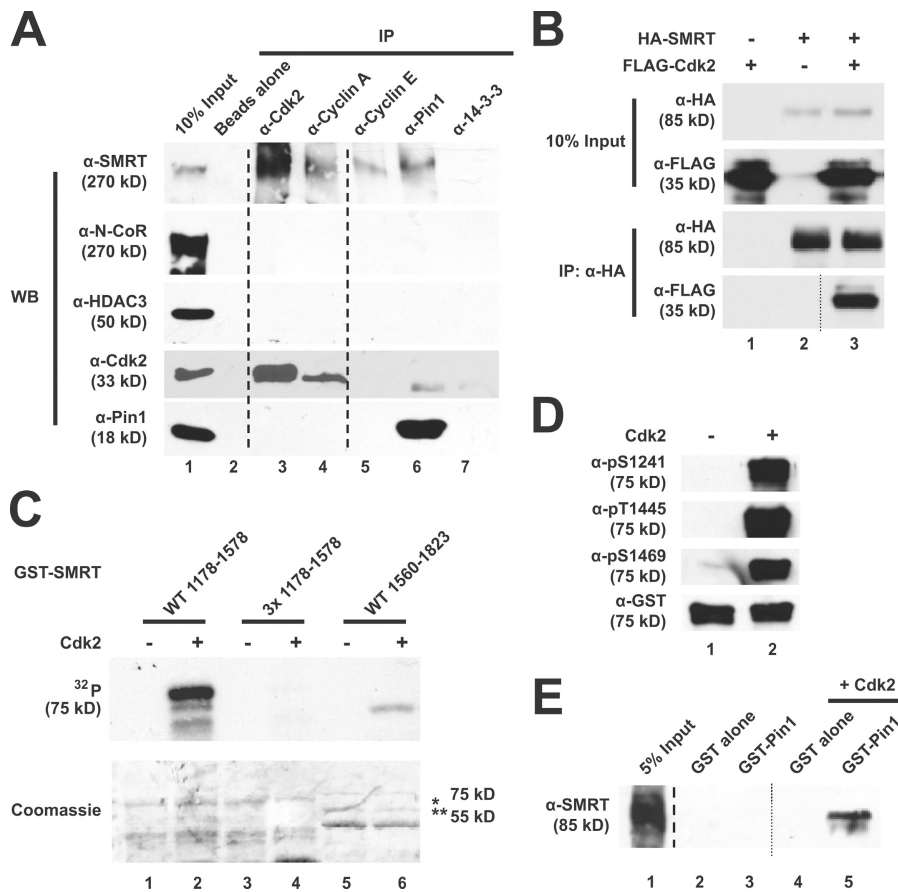 A
IP
10% Input
Beads alone
α-Cdk2
α-Cyclin A
α-Cyclin E
α-Pin1
α-14-3-3
WB
α-SMRT
(270 kD)
α-N-CoR
(270 kD)
α-HDAC3
(50 kD)
α-Cdk2
(33 kD)
α-Pin1
(18 kD)
1 2 3 4 5 6 7
B
HA-SMRT - + +
FLAG-Cdk2 + - +
10% Input
α-HA
(85 kD)
α-FLAG
(35 kD)
IP: α-HA
α-HA
(85 kD)
α-FLAG
(35 kD)
1 2 3
C
GST-SMRT
WT 1178-1578
3x 1178-1578
WT 1560-1823
Cdk2 - + - + - +
32P
(75 kD)
Coomassie
* 75 kD
** 55 kD
1 2 3 4 5 6
D
Cdk2 - +
α-pS1241
(75 kD)
α-pT1445
(75 kD)
α-pS1469
(75 kD)
α-GST
(75 kD)
1 2
E
+ Cdk2
5% Input
GST alone
GST-Pin1
GST alone
GST-Pin1
α-SMRT
(85 kD)
1 2 3 4 5